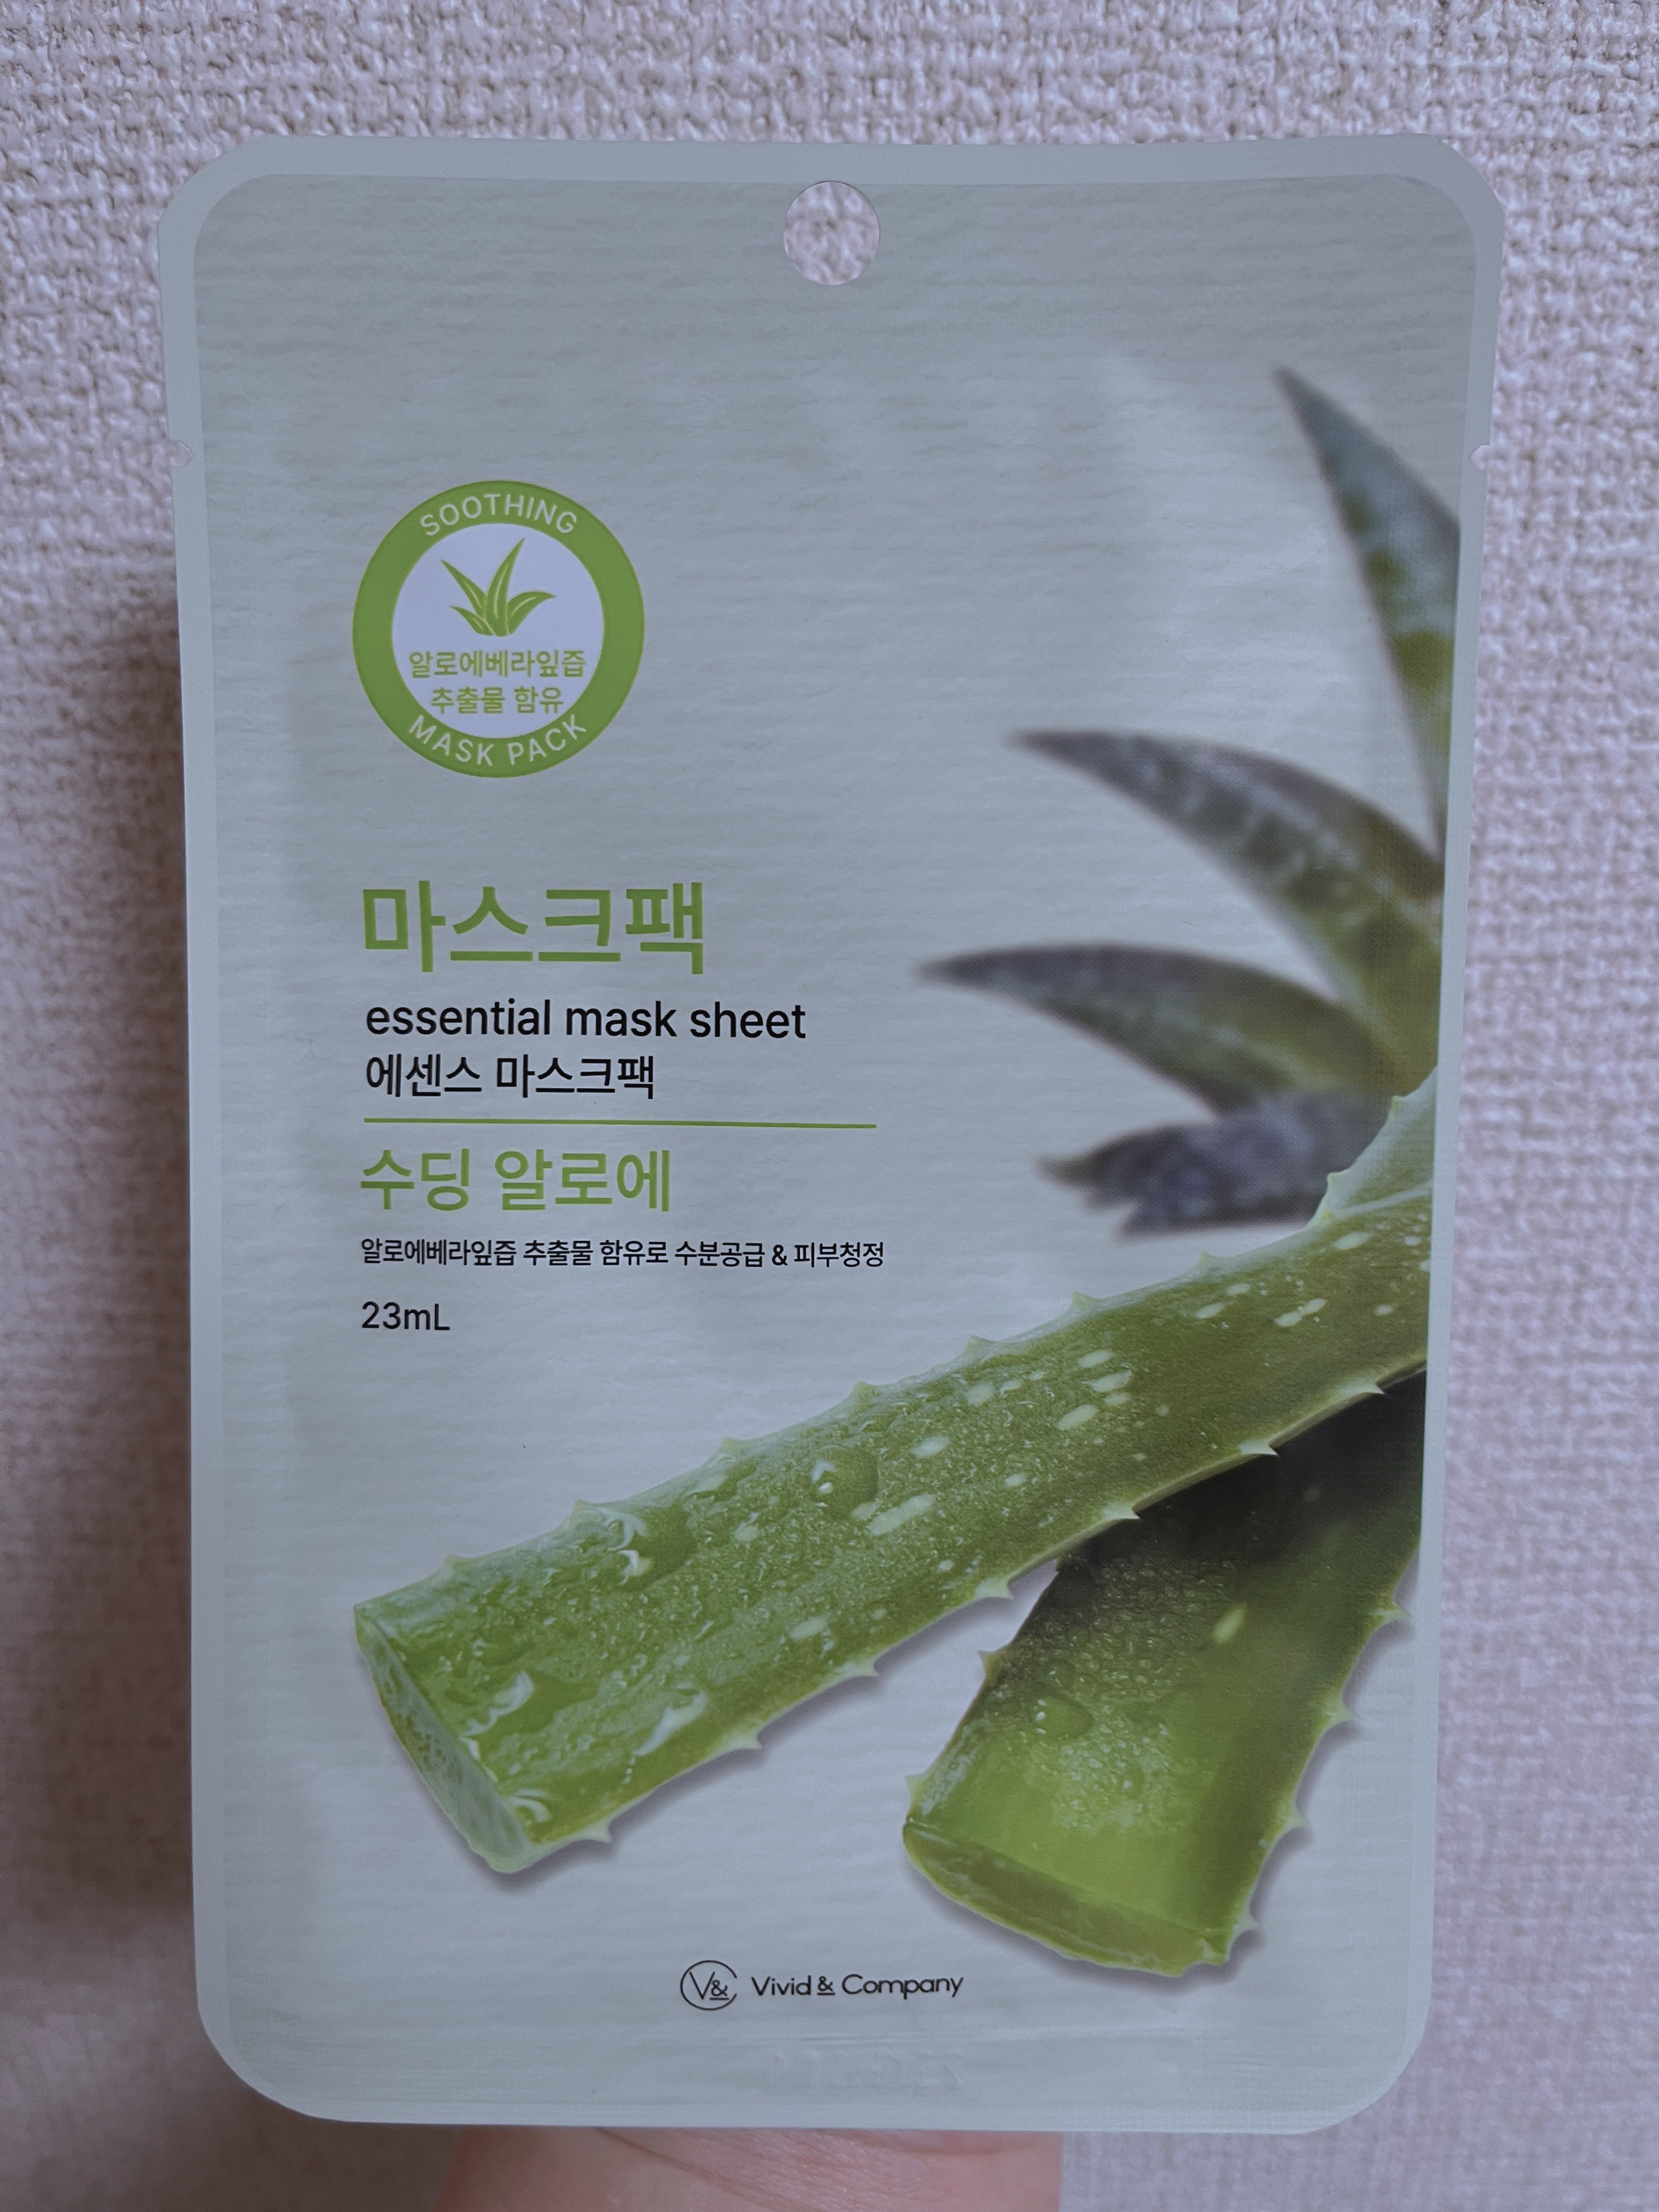 SOOTHING
알로에베라잎즙
추출물 함유
MASK PACK
마스크팩
essential mask sheet
에센스 마스크팩
수딩 알로에
알로에베라잎즙 추출물 함유로 수분공급 & 피부청정
23mL
V& Vivid & Company